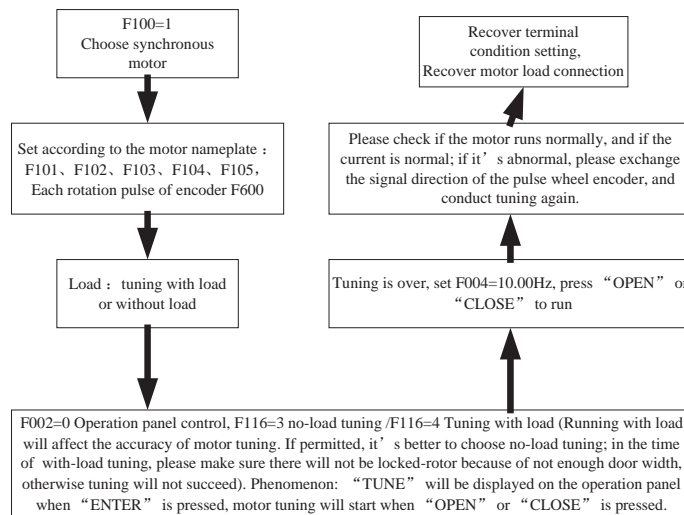 F100=1
Choose synchronous
motor
Set according to the motor nameplate：
F101、F102、F103、F104、F105，
Each rotation pulse of encoder F600
Load：tuning with load
or without load
F002=0 Operation panel control, F116=3 no-load tuning /F116=4 Tuning with load (Running with load
will affect the accuracy of motor tuning. If permitted, it’s better to choose no-load tuning; in the time
of with-load tuning, please make sure there will not be locked-rotor because of not enough door width,
otherwise tuning will not succeed). Phenomenon: “TUNE” will be displayed on the operation panel
when “ENTER” is pressed, motor tuning will start when “OPEN” or “CLOSE” is pressed.
Tuning is over, set F004=10.00Hz, press “OPEN” or
“CLOSE” to run
Please check if the motor runs normally, and if the
current is normal; if it’s abnormal, please exchange
the signal direction of the pulse wheel encoder, and
conduct tuning again.
Recover terminal
condition setting,
Recover motor load connection